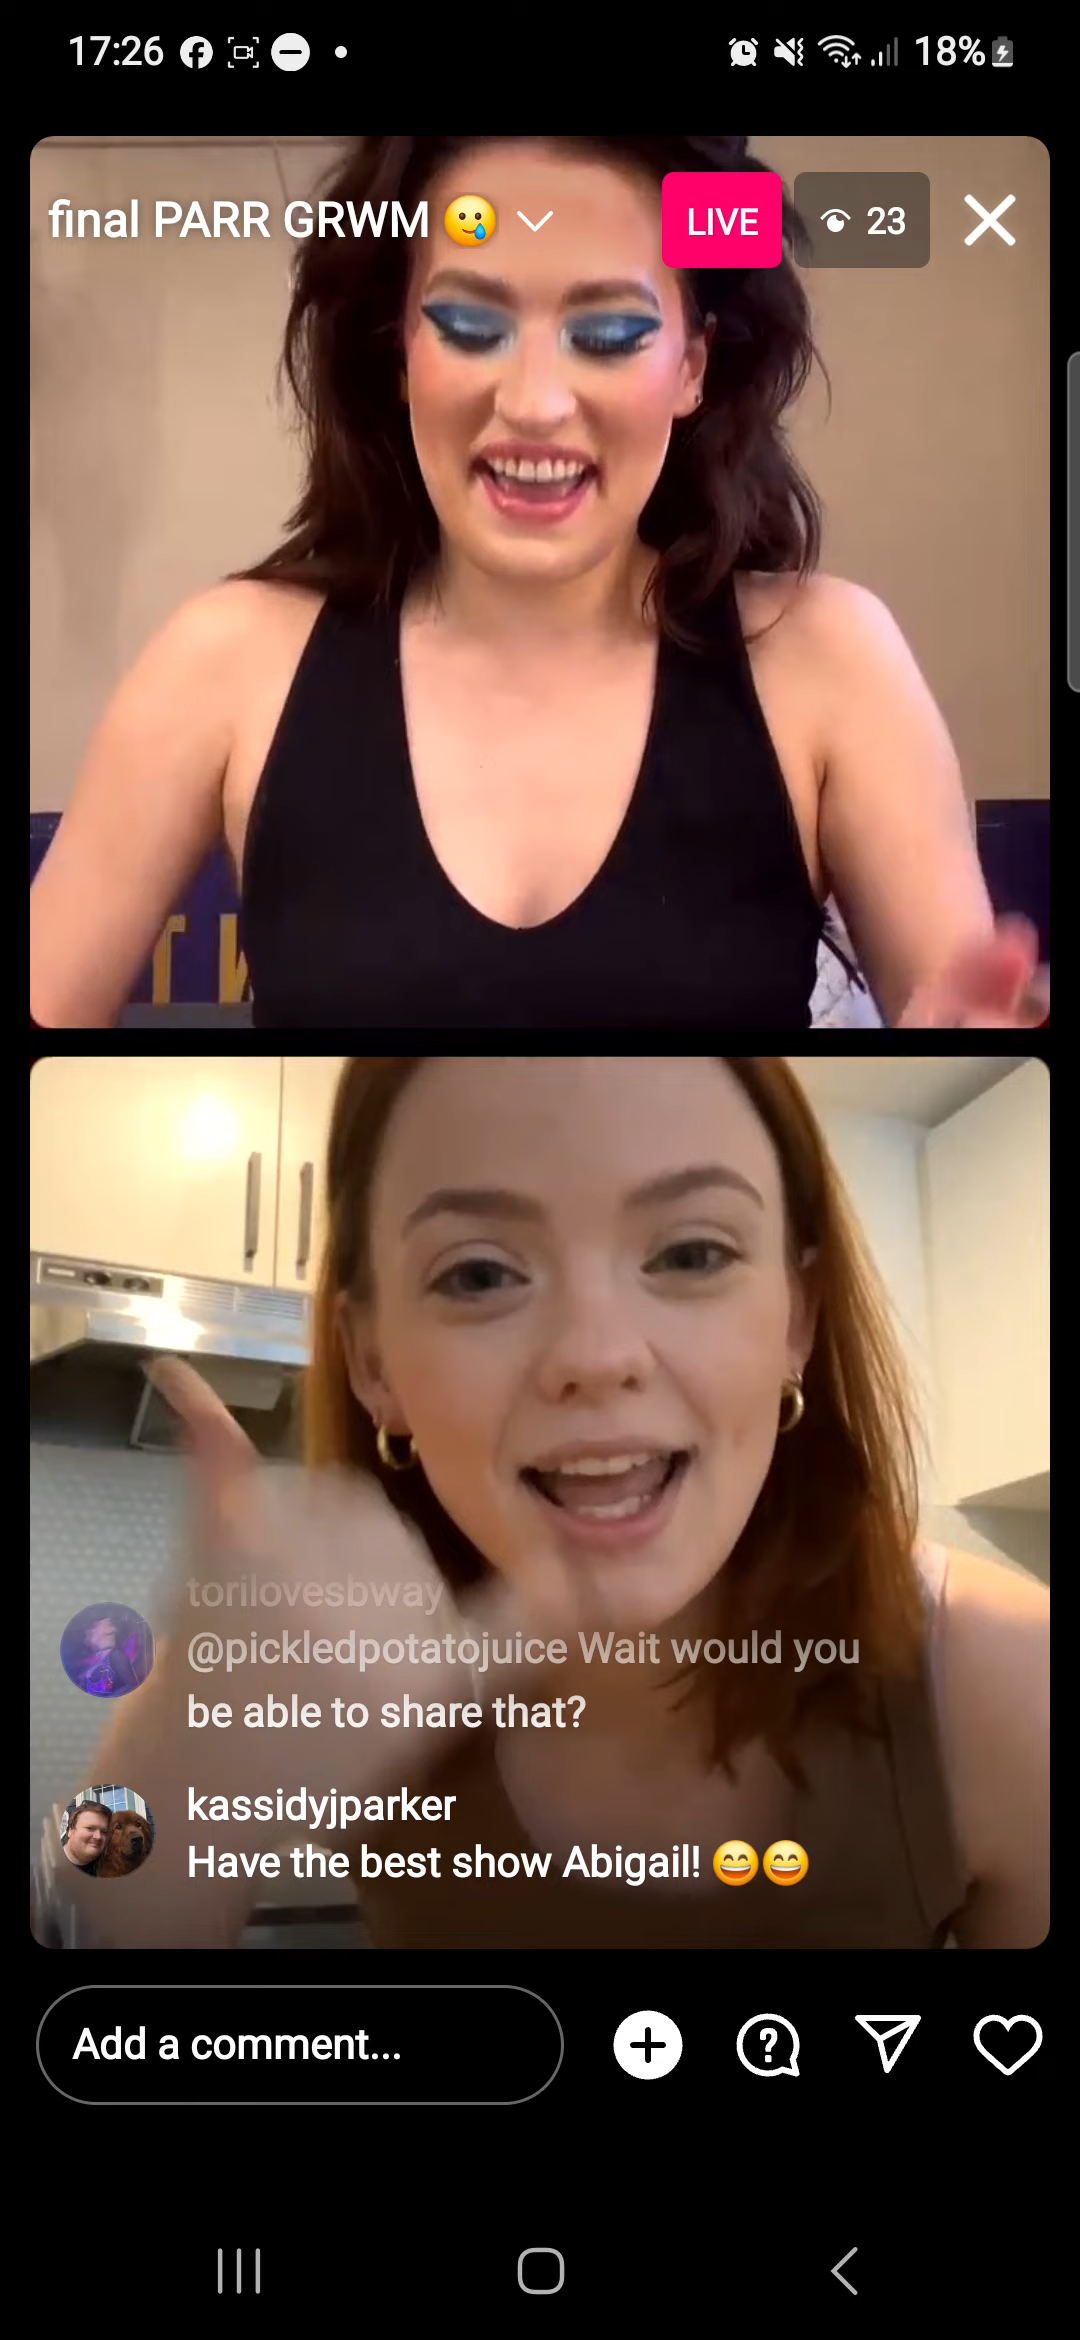 17:26
18%
final PARR GRWM 🥲
LIVE
23
torilovesbway
@pickledpotatojuice Wait would you
be able to share that?
kassidyjparker
Have the best show Abigail! 😄😄
Add a comment...